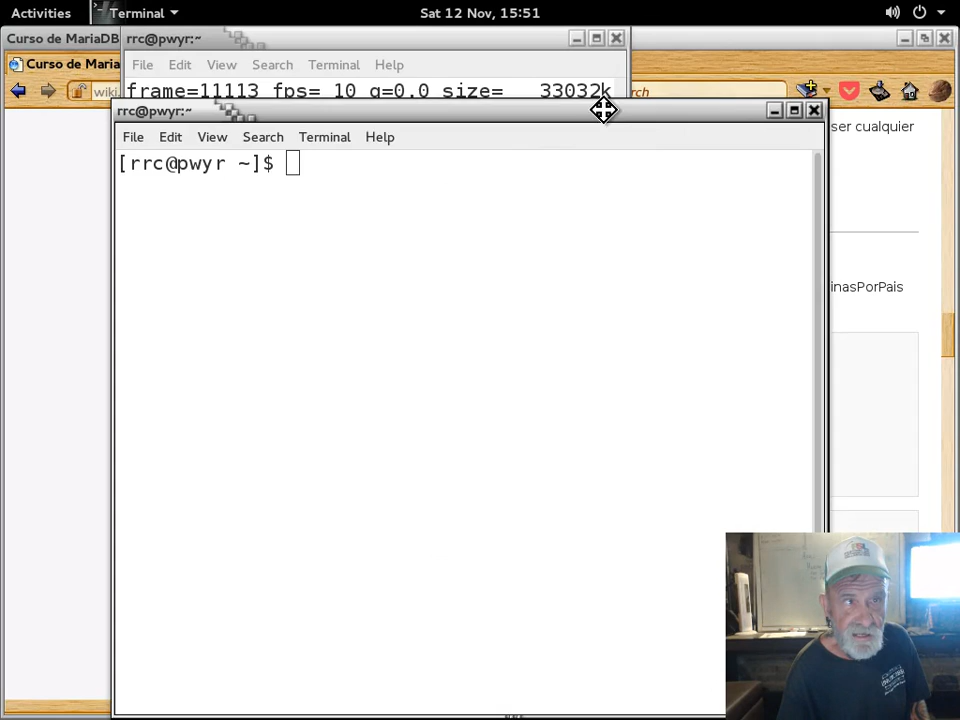 Activities Terminal Sat 12 Nov, 15:51
Curso de MariaDB rrc@pwyr:~
Curso de Maria File Edit View Search Terminal Help
wiki frame=11113 fps= 10 q=0.0 size= 33032k rch
rrc@pwyr:~
ser cualquier
File Edit View Search Terminal Help
[rrc@pwyr ~]$
inasPorPais